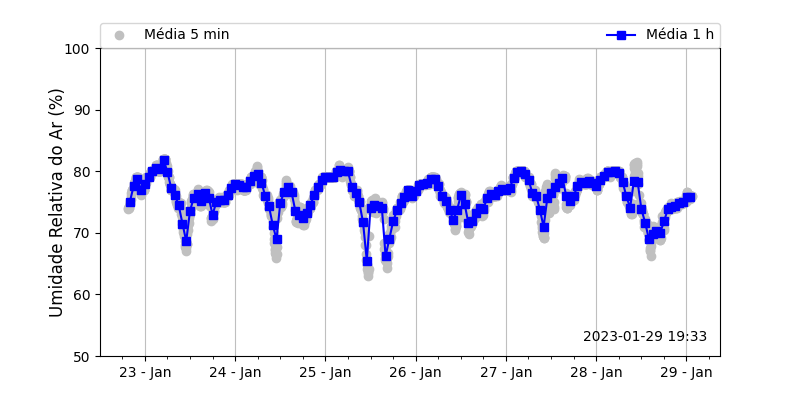 Média 5 min
Média 1 h
Umidade Relativa do Ar (%)
100
90
80
70
60
50
2023-01-29 19:33
23 - Jan
24 - Jan
25 - Jan
26 - Jan
27 - Jan
28 - Jan
29 - Jan